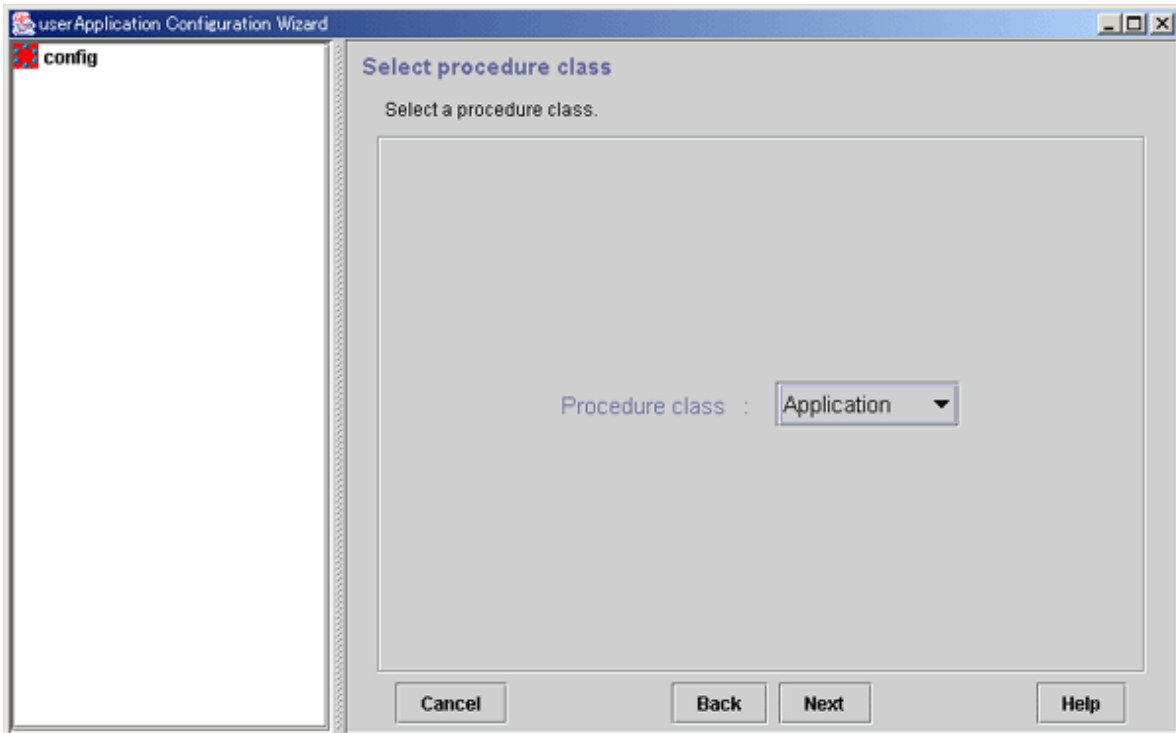 userApplication Configuration Wizard
config
Select procedure class
Select a procedure class.
Procedure class : Application
Cancel Back Next Help